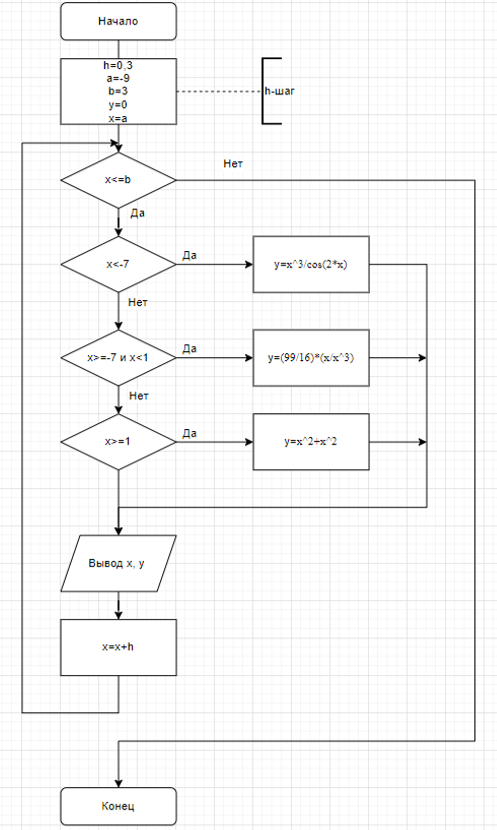 Начало
h=0,3
a=-9
b=3
y=0
x=a
h-шаг
x<=b
Нет
Да
x<-7
Да
y=x^3/cos(2*x)
Нет
x>=-7 и x<1
Да
y=(99/16)*(x/x^3)
Нет
x>=1
Да
y=x^2+x^2
Вывод x, y
x=x+h
Конец